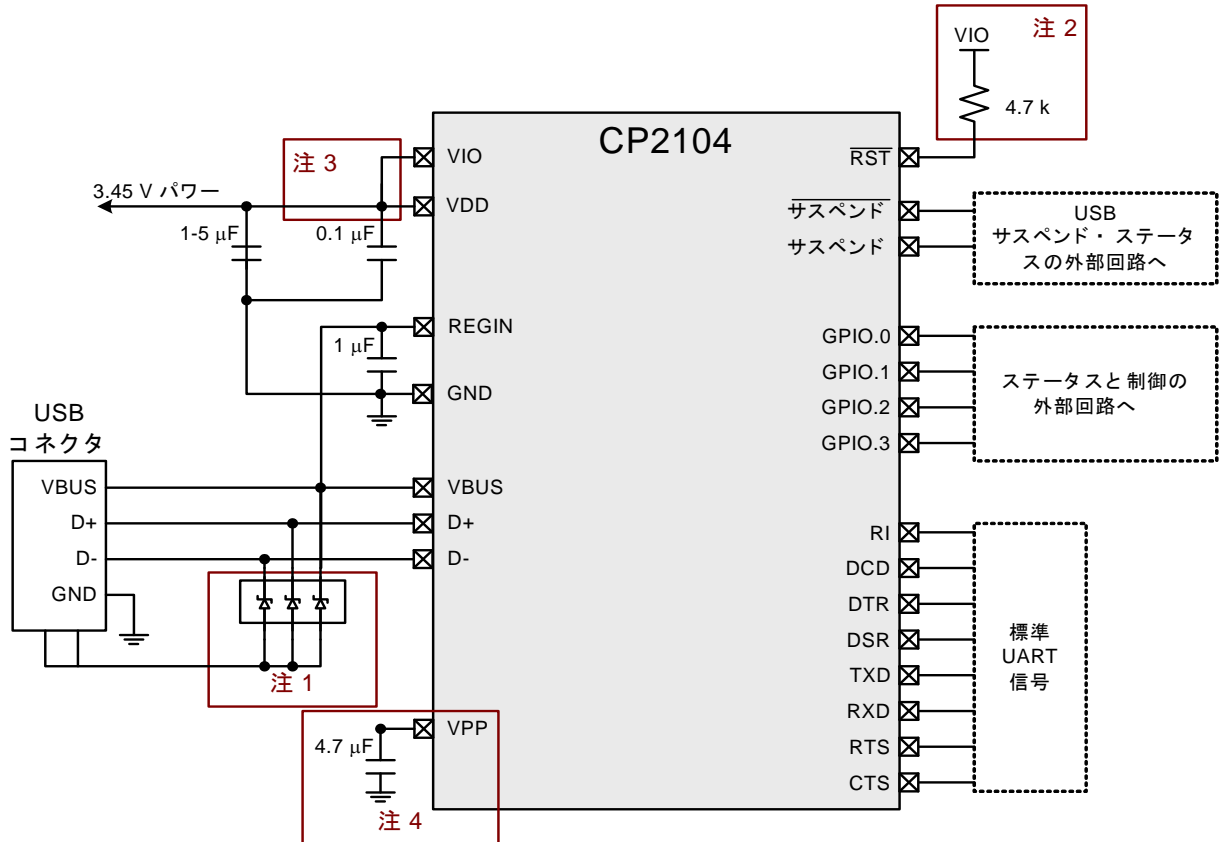 CP2104
注 2
VIO
4.7 k
注 3
3.45 V パワー
1-5 μF
0.1 μF
VIO
VDD
REGIN
1 μF
GND
USB
コネクタ
VBUS
D+
D-
GND
VBUS
D+
D-
注 1
VPP
4.7 μF
注 4
RST
サスペンド
サスペンド
USB
サスペンド・ステータ
スの外部回路へ
GPIO.0
GPIO.1
GPIO.2
GPIO.3
ステータスと制御の
外部回路へ
RI
DCD
DTR
DSR
TXD
RXD
RTS
CTS
標準
UART
信号